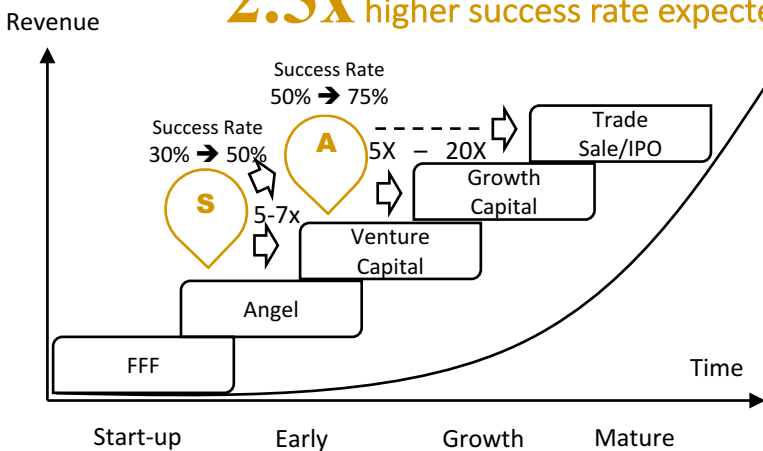 2.5x higher success rate expecte
Revenue
Success Rate
50% ➔ 75%
Success Rate
30% ➔ 50%
A
5X – 20X
Trade
Sale/IPO
S
5-7x
Growth
Capital
Venture
Capital
Angel
FFF
Time
Start-up Early Growth Mature